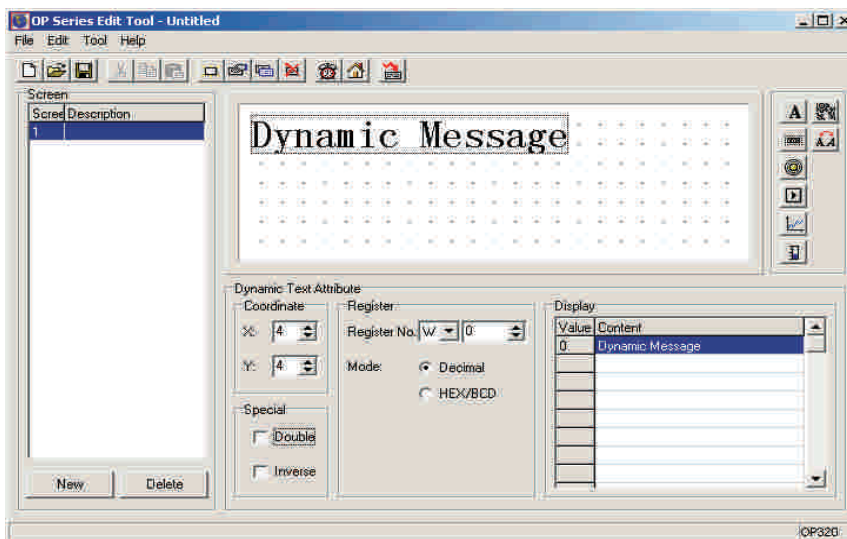 OP Series Edit Tool - Untitled
File Edit Tool Help
Screen
Scree Description
1
Dynamic Message
A
Dynamic Text Attribute
Coordinate
X: 4
Y: 4
Special
Double
Inverse
Register
Register No. W 0
Mode: Decimal
HEX/BCD
Display
Value Content
0 Dynamic Message
New Delete
OP320